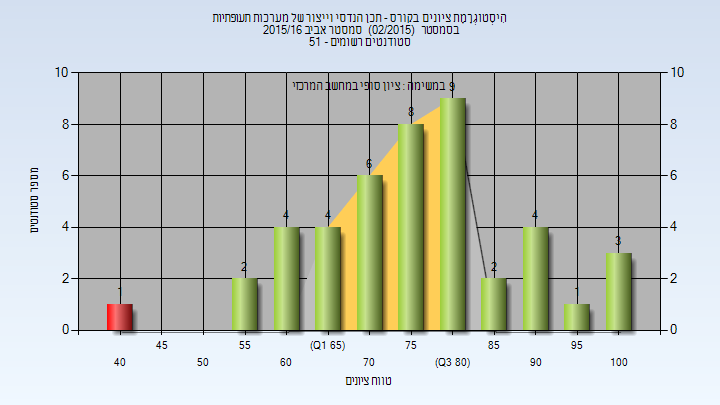 היסטוגרמת ציונים בקורס - תכן הנדסי וייצור של מערכות תעופתיות
בסמסטר (02/2015) סמסטר אביב 2015/16
סטודנטים רשומים - 51
במשימה : ציון סופי במחשב המרכזי
מספר סטודנטים
10 10
8 8
6 6
4 4
2 2
0 0
1 2 4 4 6 8 9 2 4 1 3
45 55 (Q1 65) 75 85 95
40 50 60 70 (Q3 80) 90 100
טווח ציונים